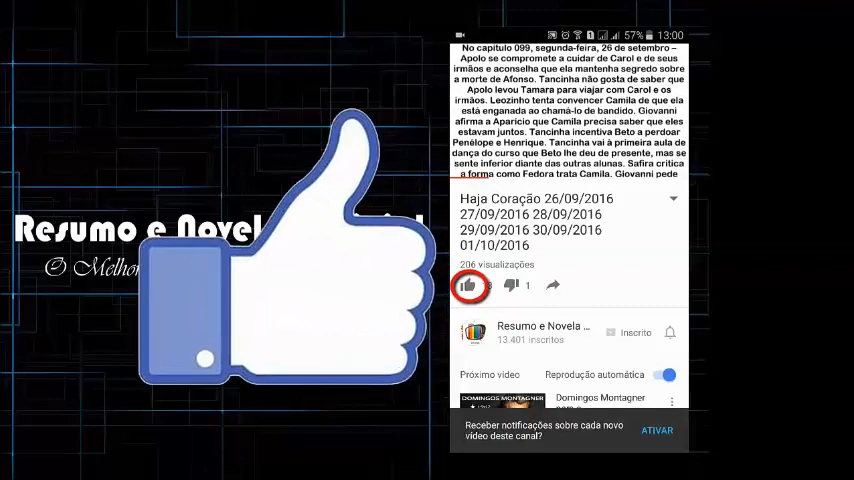 57% 13:00
No capítulo 099, segunda-feira, 26 de setembro –
Apolo se compromete a cuidar de Carol e de seus
irmãos e aconselha que ela mantenha segredo sobre
a morte de Afonso. Tancinha não gosta de saber que
Apolo levou Tamara para viajar com Carol e os
irmãos. Leozinho tenta convencer Camila de que ela
está enganada ao chamá-lo de bandido. Giovanni
afirma a Aparício que Camila precisa saber que eles
estavam juntos. Tancinha incentiva Beto a perdoar
Penélope e Henrique. Tancinha vai à primeira aula de
dança do curso que Beto lhe deu de presente, mas se
sente inferior diante das outras alunas. Safira critica
a forma como Fedora trata Camila. Giovanni pede
Resumo e Novel
O Melhor
Haja Coração 26/09/2016
27/09/2016 28/09/2016
29/09/2016 30/09/2016
01/10/2016
206 visualizações
1
Resumo e Novela ...
Inscrito
13.401 inscritos
Próximo vídeo
Reprodução automática
DOMINGOS MONTAGNER
Domingos Montagner
Receber notificações sobre cada novo
vídeo deste canal?
ATIVAR